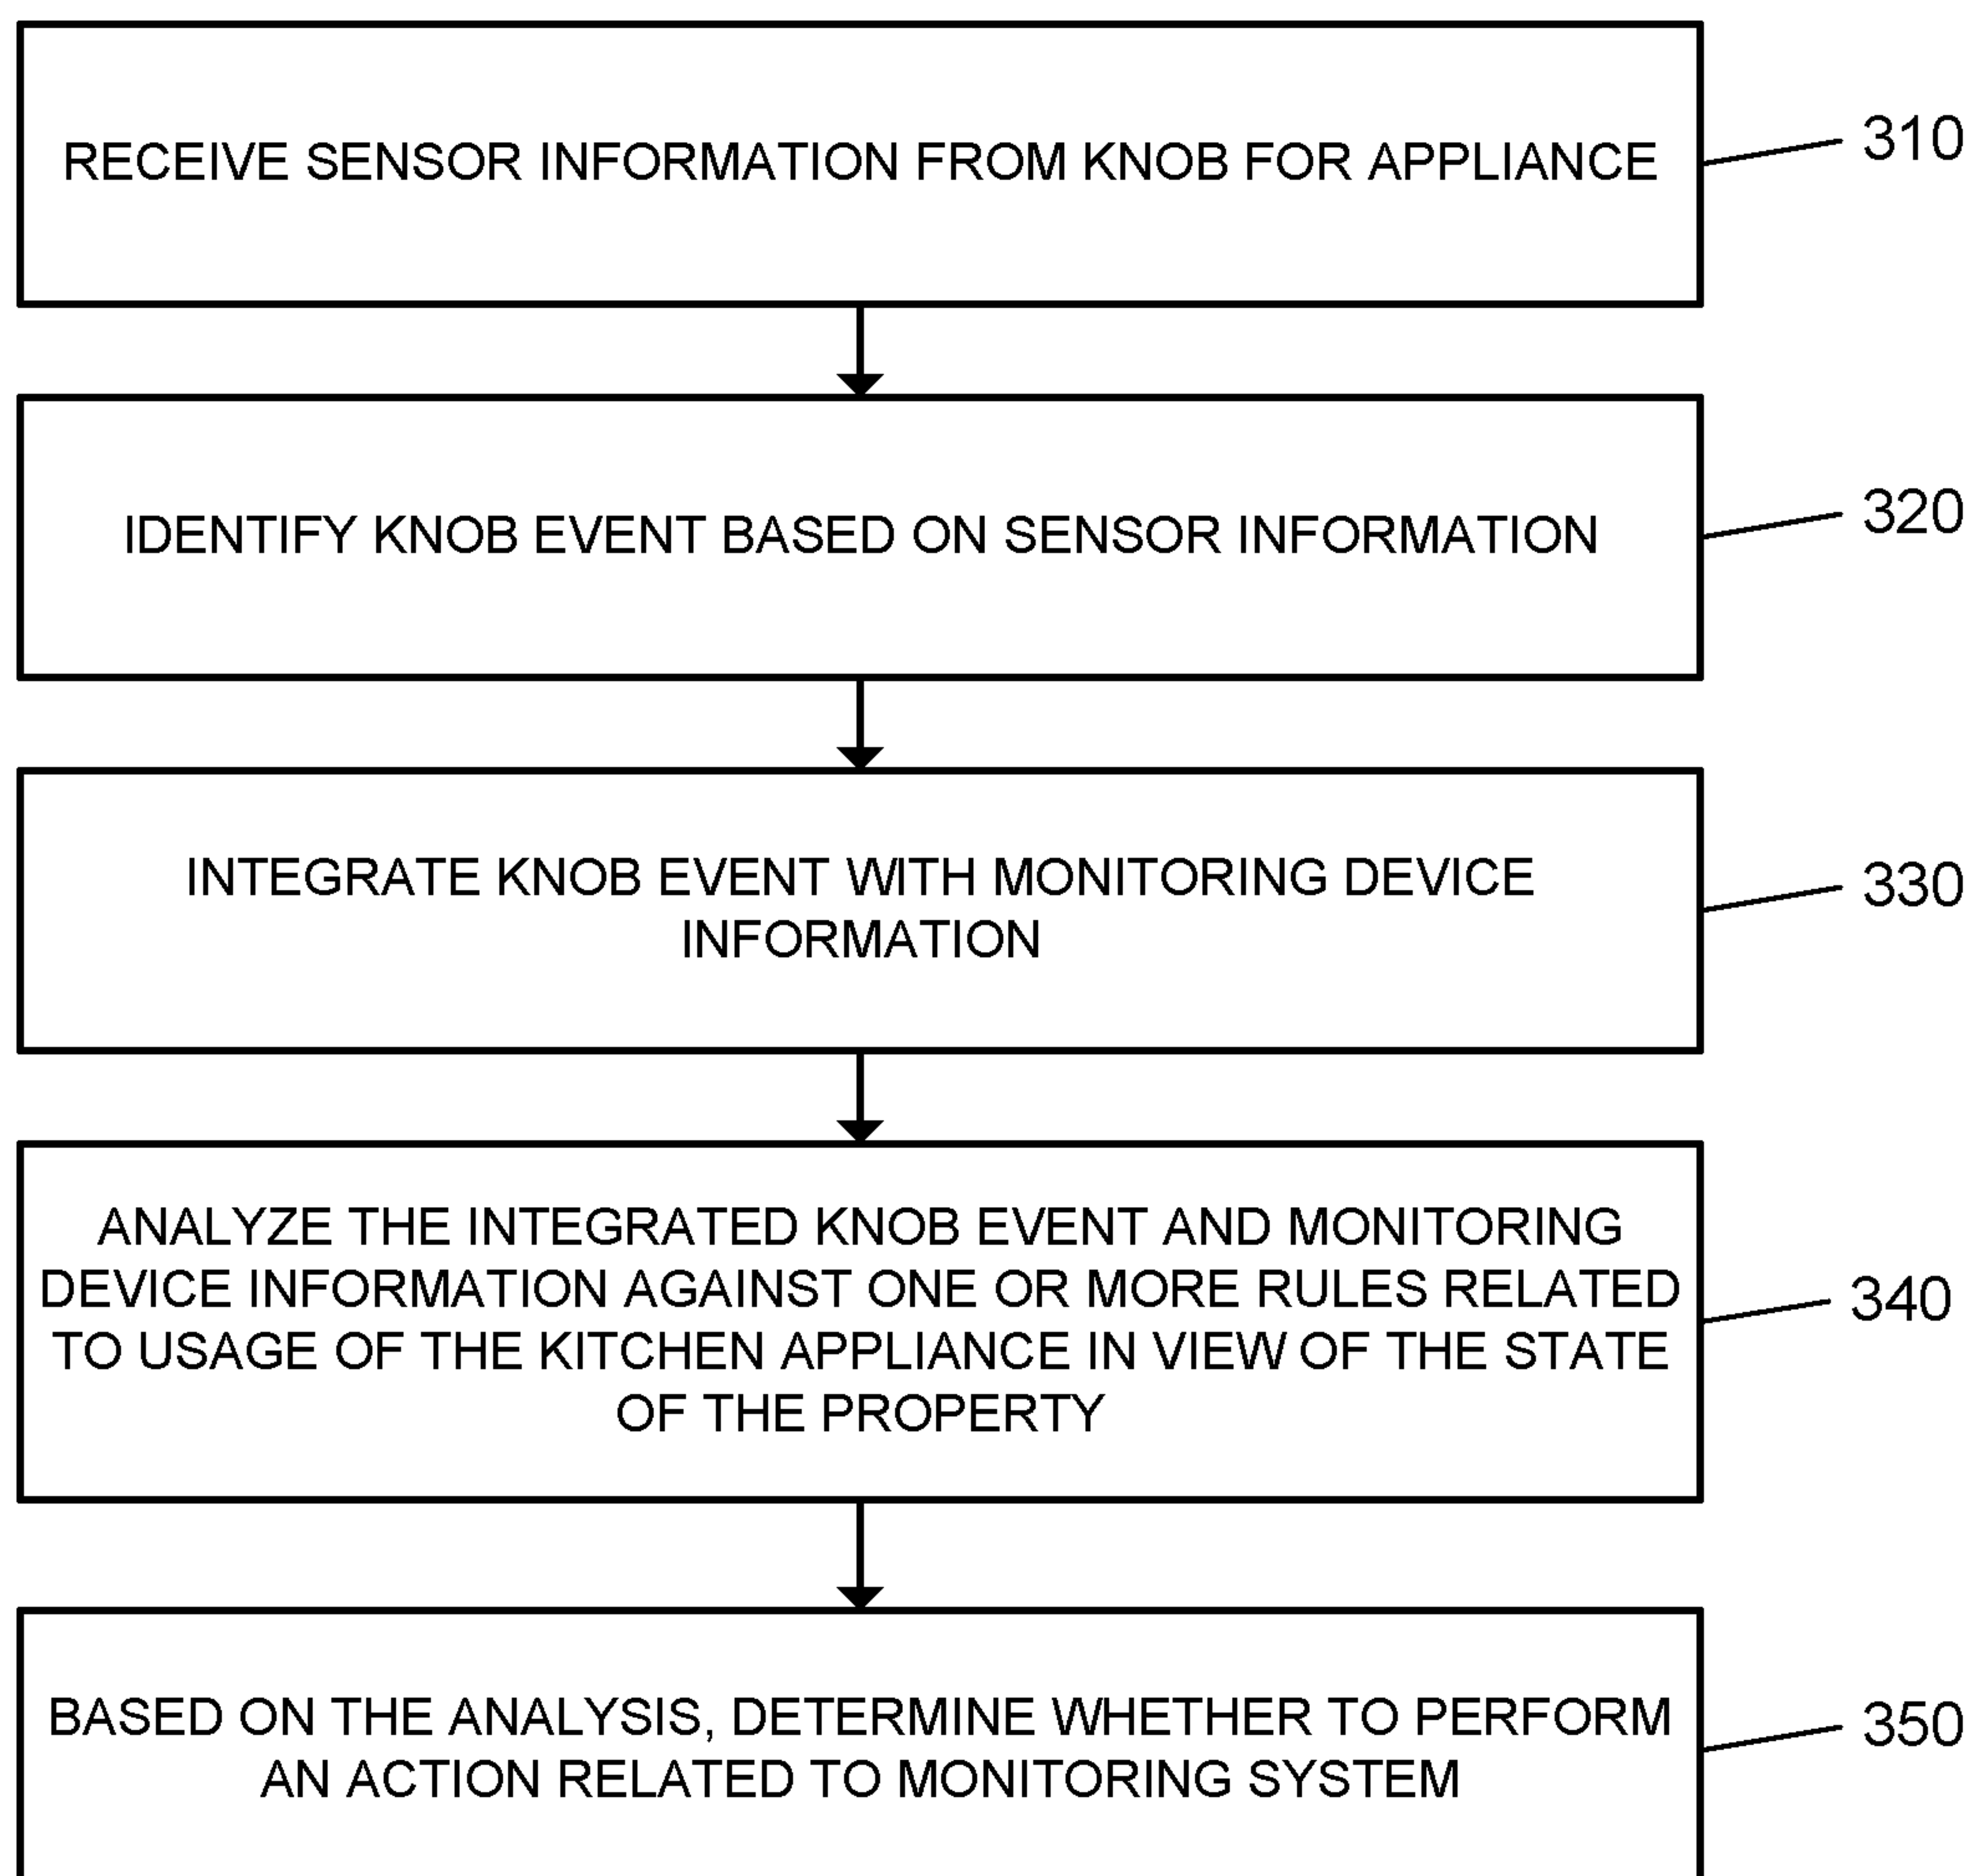 RECEIVE SENSOR INFORMATION FROM KNOB FOR APPLIANCE
310
IDENTIFY KNOB EVENT BASED ON SENSOR INFORMATION
320
INTEGRATE KNOB EVENT WITH MONITORING DEVICE
INFORMATION
330
ANALYZE THE INTEGRATED KNOB EVENT AND MONITORING
DEVICE INFORMATION AGAINST ONE OR MORE RULES RELATED
TO USAGE OF THE KITCHEN APPLIANCE IN VIEW OF THE STATE
OF THE PROPERTY
340
BASED ON THE ANALYSIS, DETERMINE WHETHER TO PERFORM
AN ACTION RELATED TO MONITORING SYSTEM
350